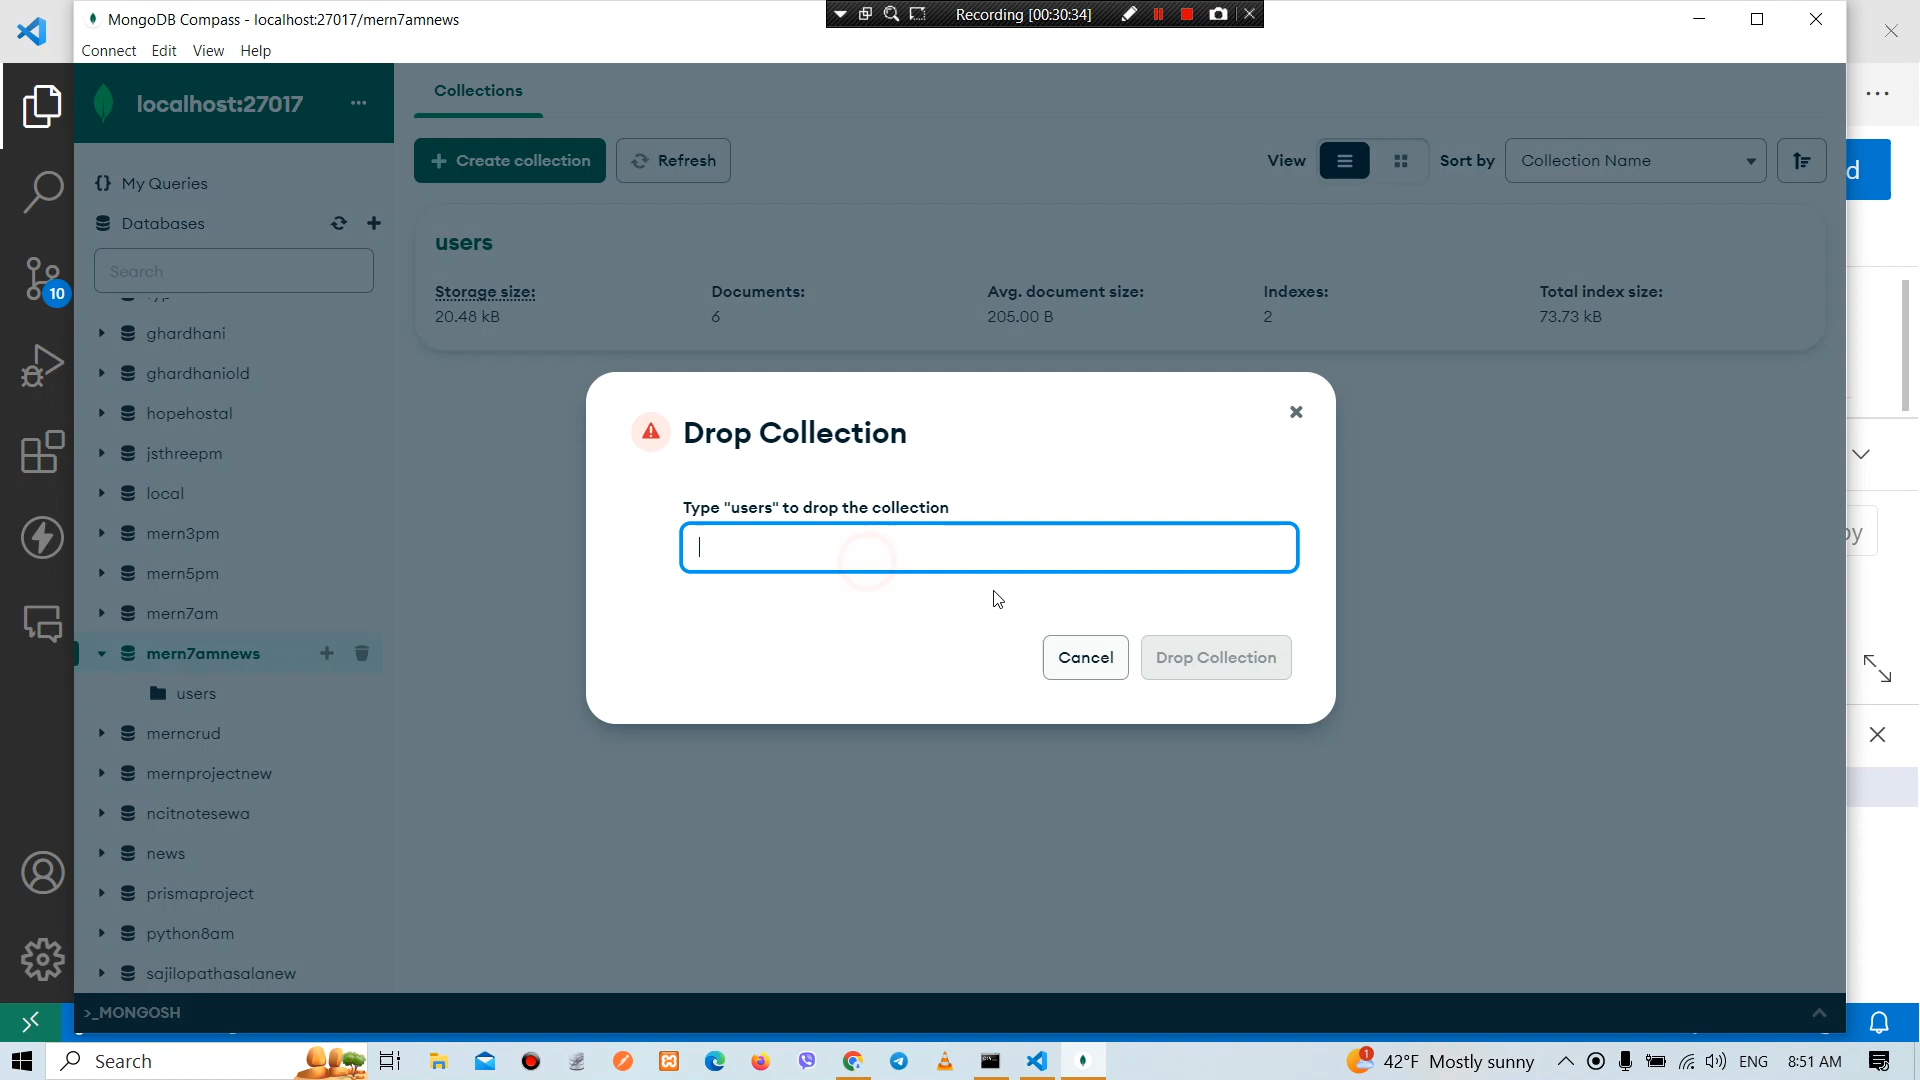 MongoDB Compass - localhost:27017/mern7amnews
Recording [00:30:34]
Connect Edit View Help
localhost:27017
Collections
Create collection
Refresh
View
Sort by
Collection Name
My Queries
Databases
Search
users
Storage size:
20.48 kB
Documents:
6
Avg. document size:
205.00 B
Indexes:
2
Total index size:
73.73 kB
10
ghardhani
ghardhaniold
hopehostal
jsthreepm
local
mern3pm
mern5pm
mern7am
mern7amnews
users
merncrud
mernprojectnew
ncitnotesewa
news
prismaproject
python8am
sajilopathasalanew
Drop Collection
Type "users" to drop the collection
Cancel
Drop Collection
d
py
>_MONGOSH
Search
1
42°F Mostly sunny
ENG
8:51 AM